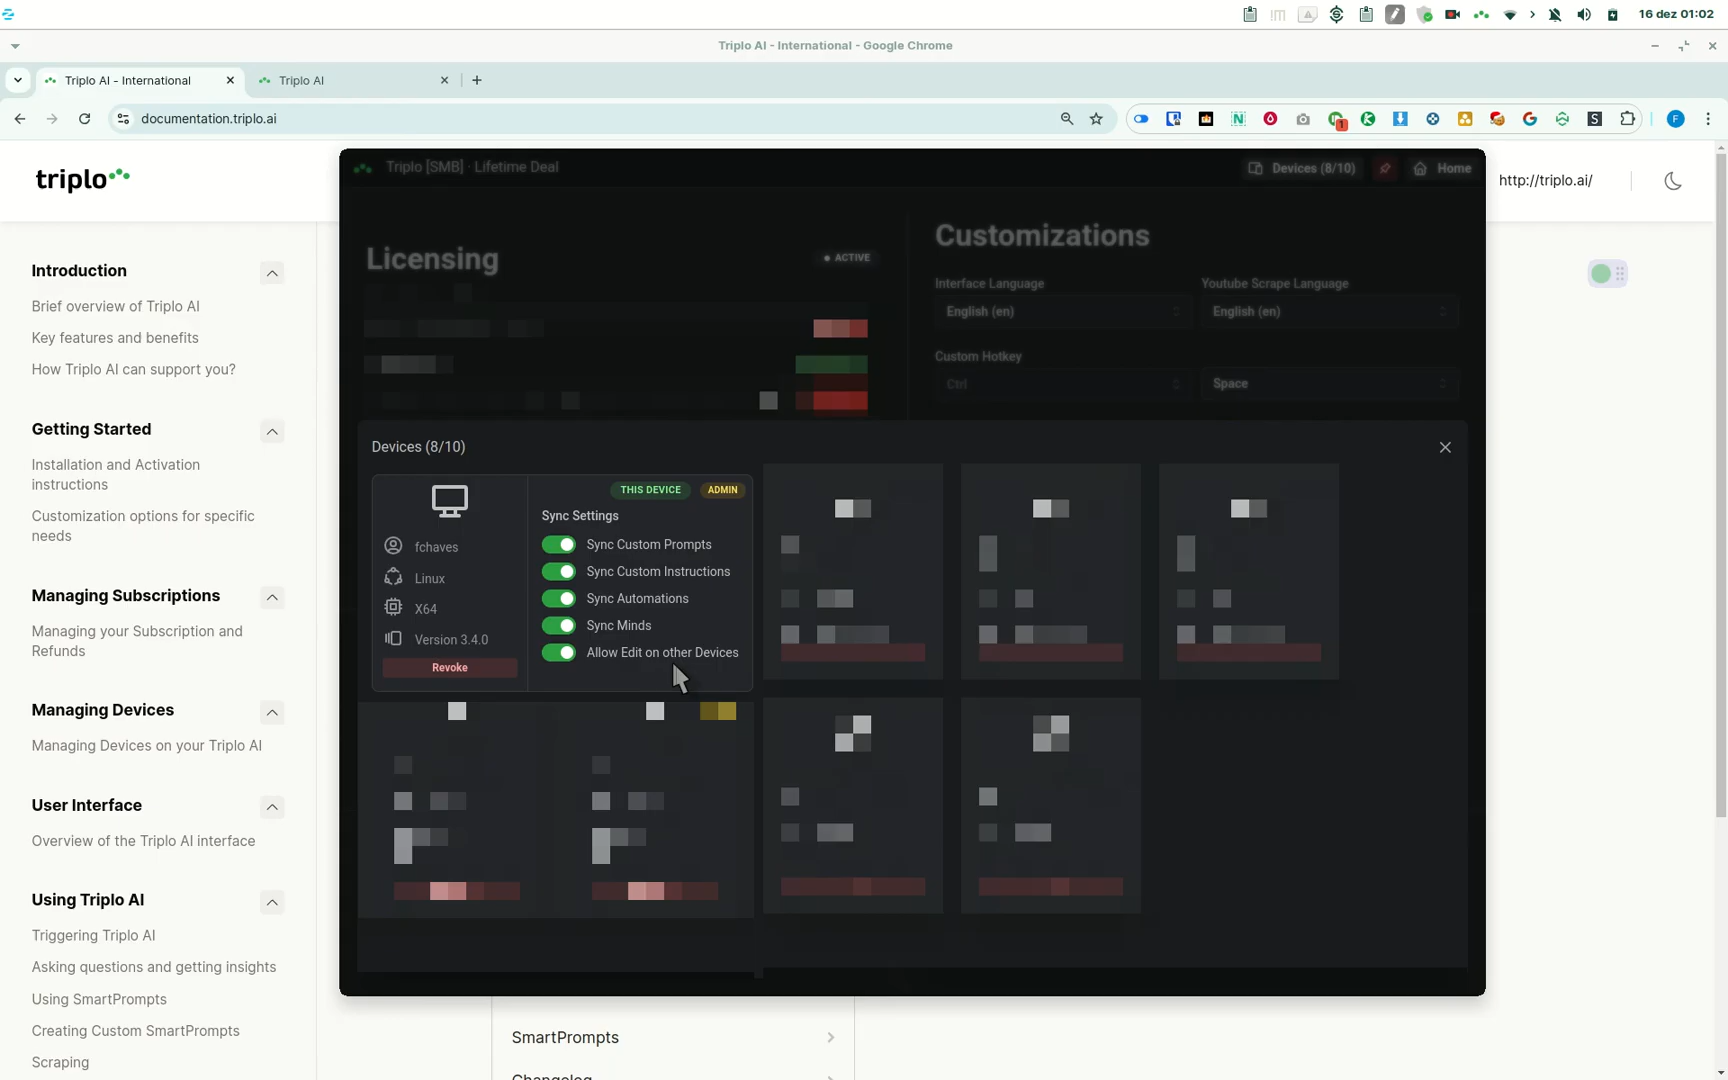 16 dez 01:02
Triplo AI - International - Google Chrome
Triplo AI - International
Triplo AI
documentation.triplo.ai
1
F
triplo
http://triplo.ai/
Introduction
Brief overview of Triplo AI
Key features and benefits
How Triplo AI can support you?
Getting Started
Installation and Activation
instructions
Customization options for specific
needs
Managing Subscriptions
Managing your Subscription and
Refunds
Managing Devices
Managing Devices on your Triplo AI
User Interface
Overview of the Triplo AI interface
Using Triplo AI
Triggering Triplo AI
Asking questions and getting insights
Using SmartPrompts
Creating Custom SmartPrompts
Scraping
Triplo [SMB] · Lifetime Deal
Devices (8/10)
Home
Licensing
ACTIVE
Customizations
Interface Language
Youtube Scrape Language
English (en)
English (en)
Custom Hotkey
Ctrl
Space
Devices (8/10)
fchaves
Linux
X64
Version 3.4.0
Revoke
THIS DEVICE
ADMIN
Sync Settings
Sync Custom Prompts
Sync Custom Instructions
Sync Automations
Sync Minds
Allow Edit on other Devices
SmartPrompts
Changelog